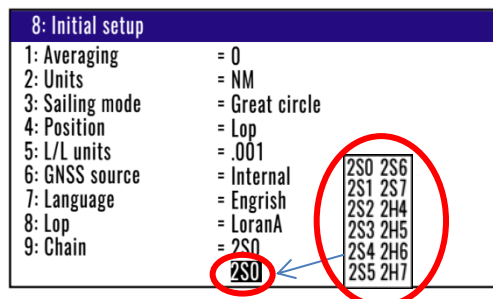 8: Initial setup
1: Averaging = 0
2: Units = NM
3: Sailing mode = Great circle
4: Position = Lop
5: L/L units = .001
6: GNSS source = Internal
7: Language = Engrish
8: Lop = LoranA
9: Chain = 2S0
2S0
2S0 2S6
2S1 2S7
2S2 2H4
2S3 2H5
2S4 2H6
2S5 2H7